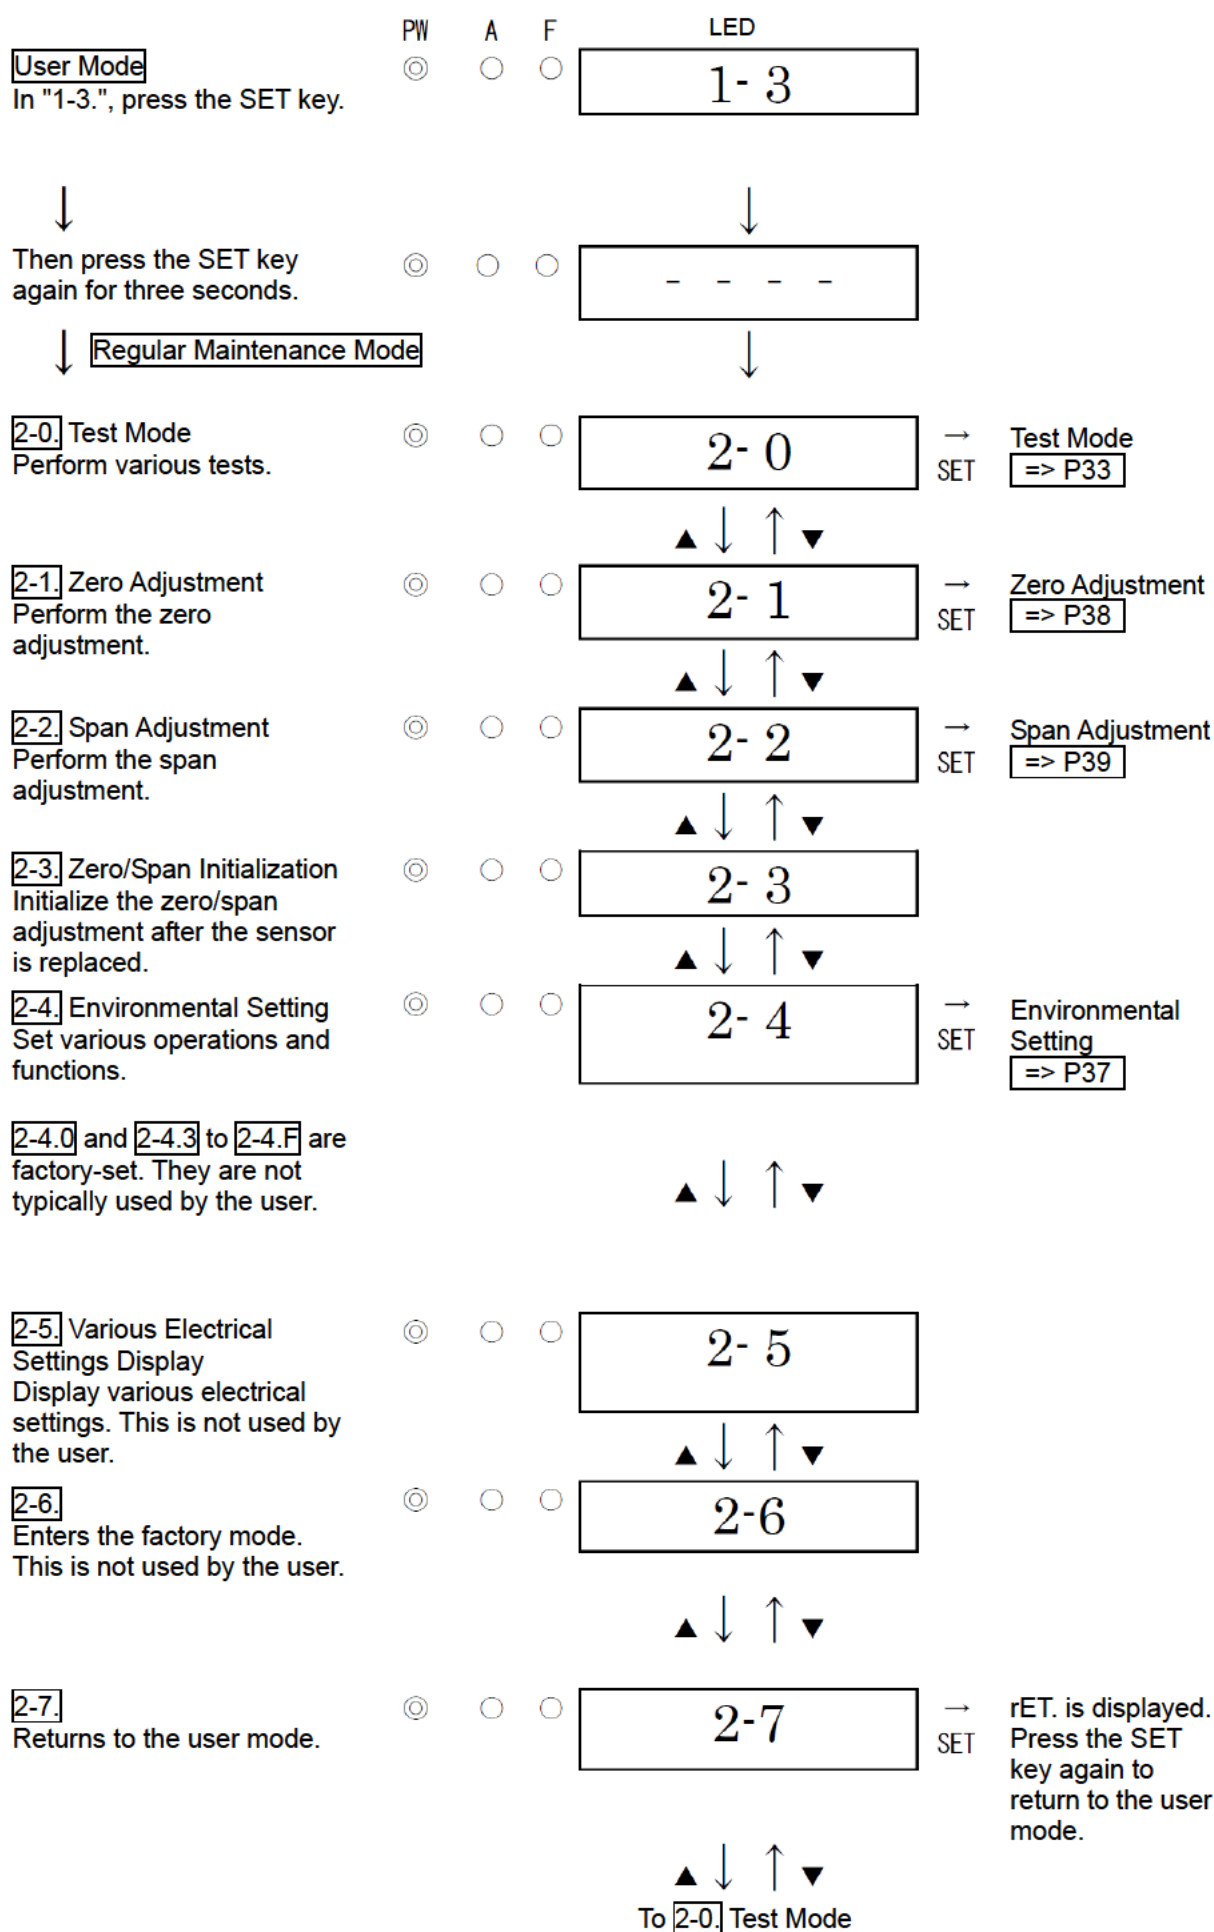 PW A F LED
User Mode
In "1-3.", press the SET key.
◎ ○ ○ 1- 3
↓ ↓
Then press the SET key
again for three seconds.
◎ ○ ○ - - - -
↓ Regular Maintenance Mode ↓
2-0. Test Mode
Perform various tests.
◎ ○ ○ 2- 0
→
SET
Test Mode
=> P33
▲ ↓ ↑ ▼
2-1. Zero Adjustment
Perform the zero
adjustment.
◎ ○ ○ 2- 1
→
SET
Zero Adjustment
=> P38
▲ ↓ ↑ ▼
2-2. Span Adjustment
Perform the span
adjustment.
◎ ○ ○ 2- 2
→
SET
Span Adjustment
=> P39
▲ ↓ ↑ ▼
2-3. Zero/Span Initialization
Initialize the zero/span
adjustment after the sensor
is replaced.
◎ ○ ○ 2- 3
▲ ↓ ↑ ▼
2-4. Environmental Setting
Set various operations and
functions.
◎ ○ ○ 2- 4
→
SET
Environmental
Setting
=> P37
2-4.0 and 2-4.3 to 2-4.F are
factory-set. They are not
typically used by the user.
▲ ↓ ↑ ▼
2-5. Various Electrical
Settings Display
Display various electrical
settings. This is not used by
the user.
◎ ○ ○ 2- 5
▲ ↓ ↑ ▼
2-6.
Enters the factory mode.
This is not used by the user.
◎ ○ ○ 2-6
▲ ↓ ↑ ▼
2-7.
Returns to the user mode.
◎ ○ ○ 2-7
→
SET
rET. is displayed.
Press the SET
key again to
return to the user
mode.
▲ ↓ ↑ ▼
To 2-0. Test Mode